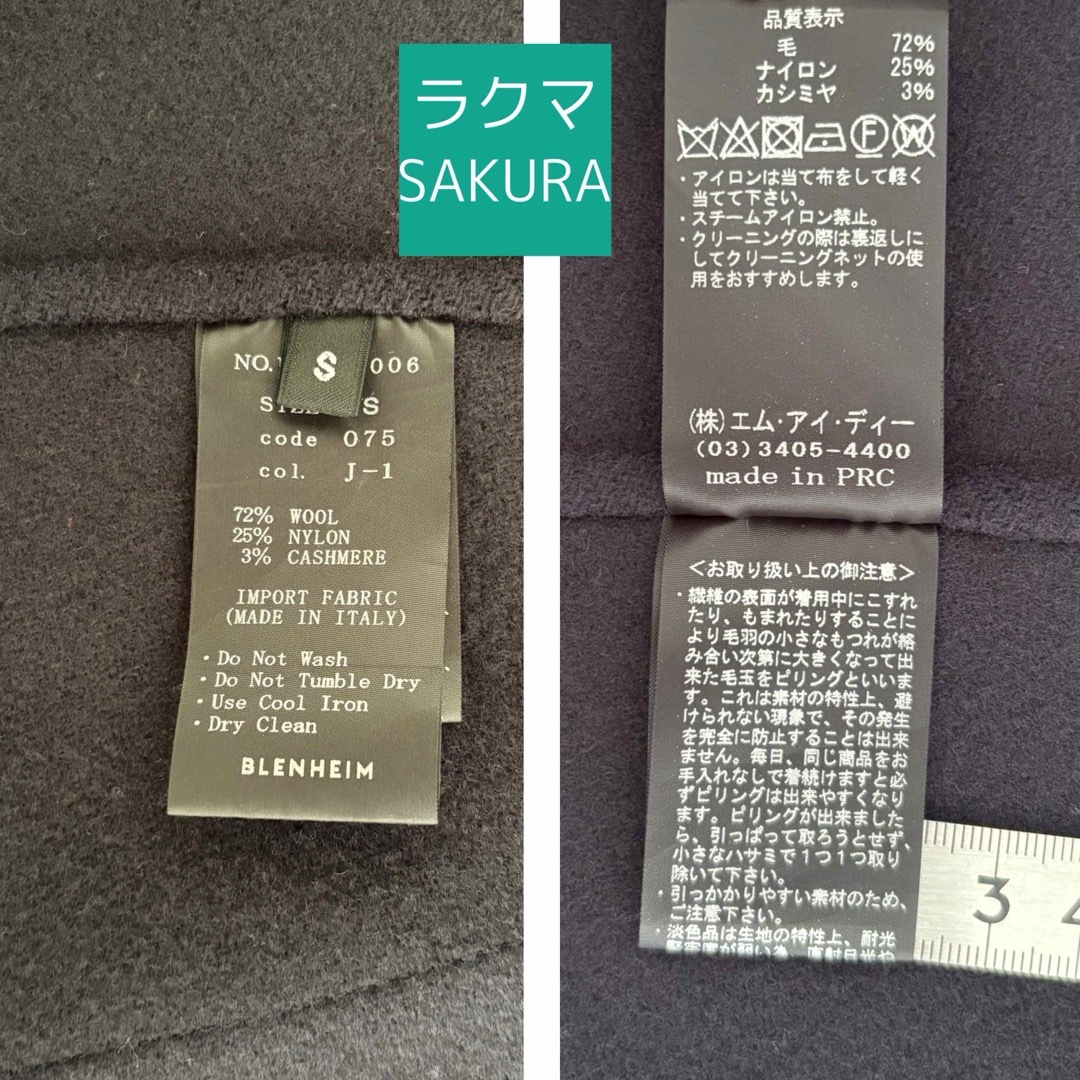 ラクマ
SAKURA
NO. 006
S
SIZE S
code 075
col. J-1
72% WOOL
25% NYLON
3% CASHMERE
IMPORT FABRIC
(MADE IN ITALY)
・Do Not Wash
・Do Not Tumble Dry
・Use Cool Iron
・Dry Clean
BLENHEIM
品質表示
毛 72%
ナイロン 25%
カシミヤ 3%
・アイロンは当て布をして軽く
当てて下さい。
・スチームアイロン禁止。
・クリーニングの際は裏返しに
してクリーニングネットの使
用をおすすめします。
(株)エム・アイ・ディー
(03)3405-4400
made in PRC
<お取り扱い上の御注意>
・繊維の表面が着用中にこすれ
たり、もまれたりすることに
より毛羽の小さなもつれが絡
み合い次第に大きくなって出
来た毛玉をピリングといいま
す。これは素材の特性上、避
けられない現象で、その発生
を完全に防止することは出来
ません。毎日、同じ商品をお
手入れなしで着続けますと必
ずピリングは出来やすくなり
ます。ピリングが出来ました
ら、引っぱって取ろうとせず、
小さなハサミで1つ1つ取り
除いて下さい。
・引っかかりやすい素材のため、
ご注意下さい。
・淡色品は生地の特性上、耐光
堅牢度が弱い為、直射日光や
3